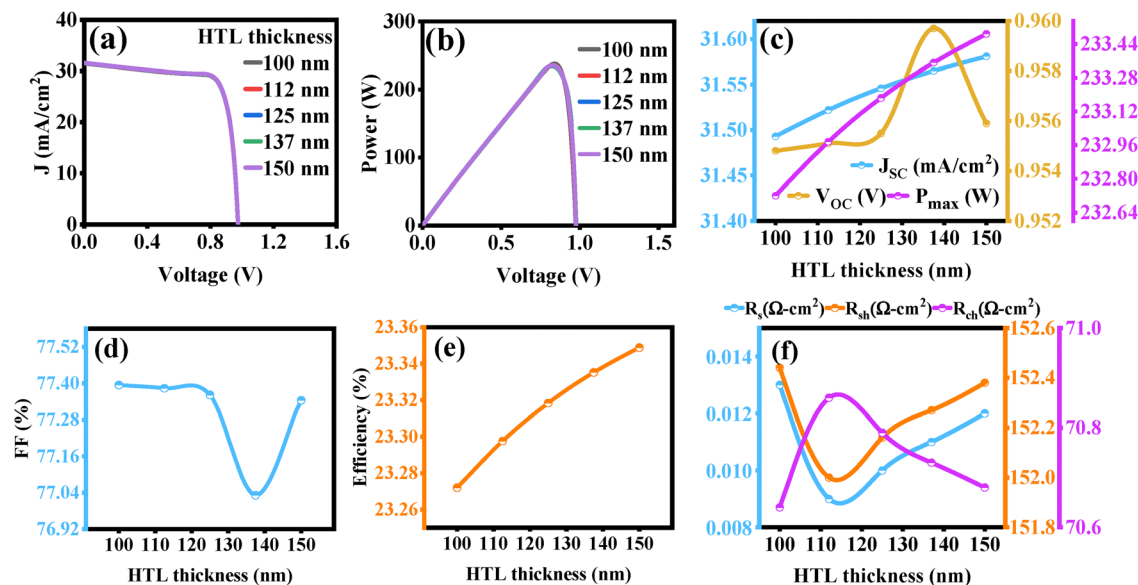 (a)
HTL thickness
100 nm
112 nm
125 nm
137 nm
150 nm
40
30
20
10
0
J (mA/cm²)
0.0 0.4 0.8 1.2 1.6
Voltage (V)
(b)
100 nm
112 nm
125 nm
137 nm
150 nm
300
200
100
0
Power (W)
0.0 0.5 1.0 1.5
Voltage (V)
(c)
31.60
31.55
31.50
31.45
31.40
0.960
0.958
0.956
0.954
0.952
233.44
233.28
233.12
232.96
232.80
232.64
J_SC (mA/cm²)
V_OC (V) P_max (W)
100 110 120 130 140 150
HTL thickness (nm)
(d)
77.52
77.40
77.28
77.16
77.04
76.92
FF (%)
100 110 120 130 140 150
HTL thickness (nm)
(e)
23.36
23.34
23.32
23.30
23.28
23.26
Efficiency (%)
100 110 120 130 140 150
HTL thickness (nm)
R_s(Ω-cm²) R_sh(Ω-cm²) R_ch(Ω-cm²)
(f)
0.014
0.012
0.010
0.008
152.6
152.4
152.2
152.0
151.8
71.0
70.8
70.6
100 110 120 130 140 150
HTL thickness (nm)